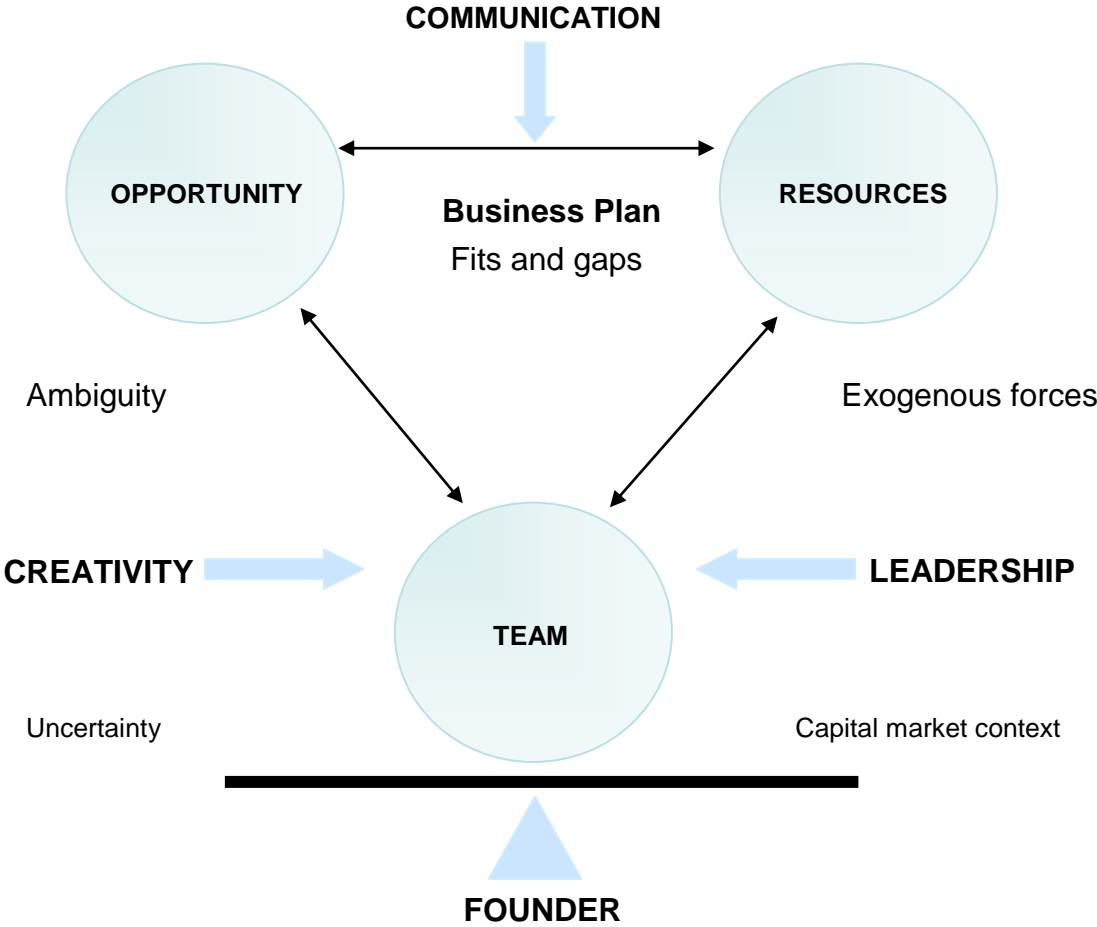 COMMUNICATION
OPPORTUNITY
RESOURCES
Business Plan
Fits and gaps
Ambiguity
Exogenous forces
CREATIVITY
LEADERSHIP
TEAM
Uncertainty
Capital market context
FOUNDER